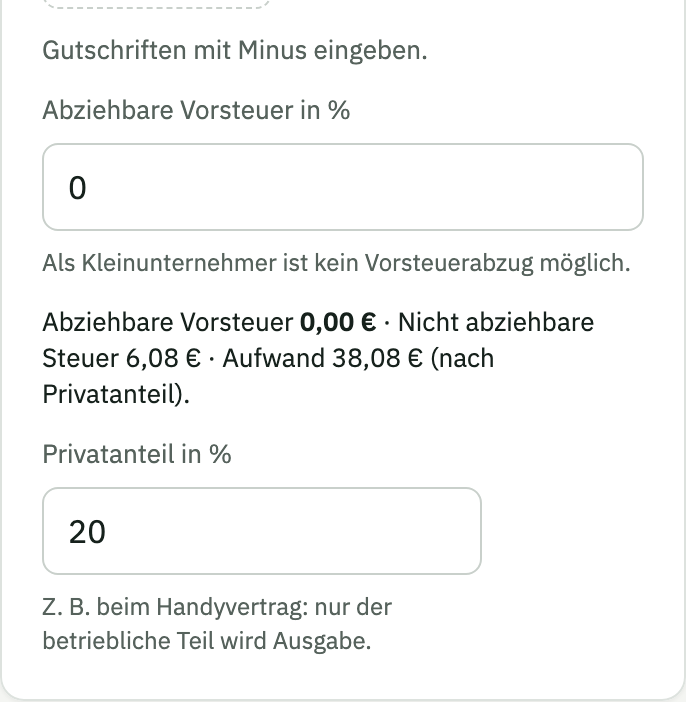 Gutschriften mit Minus eingeben.
Abziehbare Vorsteuer in %
0
Als Kleinunternehmer ist kein Vorsteuerabzug möglich.
Abziehbare Vorsteuer 0,00 € · Nicht abziehbare
Steuer 6,08 € · Aufwand 38,08 € (nach
Privatanteil).
Privatanteil in %
20
Z. B. beim Handyvertrag: nur der
betriebliche Teil wird Ausgabe.